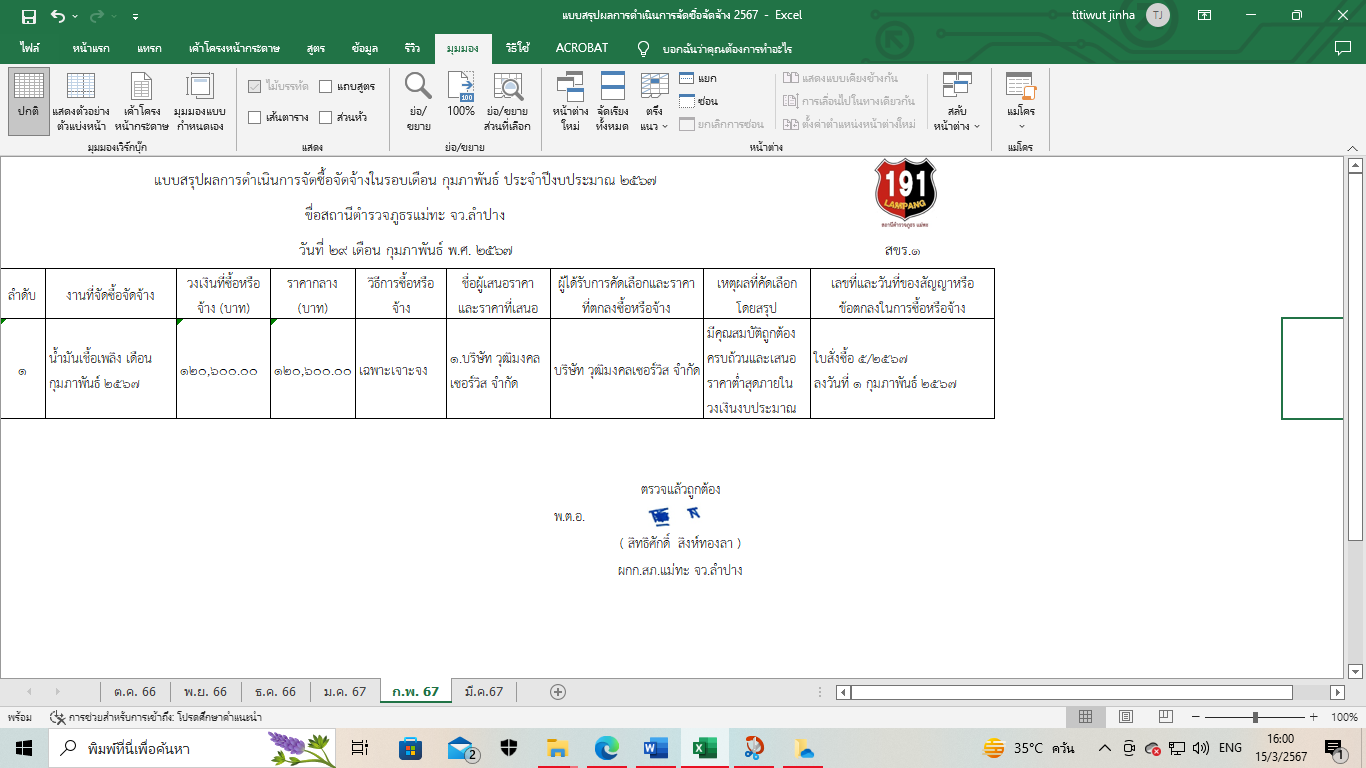 แบบสรุปผลการดำเนินการจัดซื้อจัดจ้าง 2567 - Excel
titiwut jinha
TJ
ไฟล์ หน้าแรก แทรก เค้าโครงหน้ากระดาษ สูตร ข้อมูล รีวิว มุมมอง วิธีใช้ ACROBAT บอกฉันว่าคุณต้องการทำอะไร
ปกติ
แสดงตัวอย่างตัวแบ่งหน้า
เค้าโครงหน้ากระดาษ
มุมมองแบบกำหนดเอง
มุมมองเวิร์กบุ๊ก
ไม้บรรทัด แถบสูตร
เส้นตาราง ส่วนหัว
แสดง
ย่อ/ขยาย
100%
ย่อ/ขยายส่วนที่เลือก
ย่อ/ขยาย
หน้าต่างใหม่
จัดเรียงทั้งหมด
ตรึงแนว
แยก
ซ่อน
ยกเลิกการซ่อน
แสดงแบบเคียงข้างกัน
การเลื่อนไปในทางเดียวกัน
ตั้งค่าตำแหน่งหน้าต่างใหม่
สลับหน้าต่าง
หน้าต่าง
แมโคร
แมโคร
แบบสรุปผลการดำเนินการจัดซื้อจัดจ้างในรอบเดือน กุมภาพันธ์ ประจำปีงบประมาณ ๒๕๖๗
ชื่อสถานีตำรวจภูธรแม่ทะ จว.ลำปาง
วันที่ ๒๙ เดือน กุมภาพันธ์ พ.ศ. ๒๕๖๗
191
LAMPANG
สถานีตำรวจภูธร แม่ทะ
สขร.๑
ลำดับ
งานที่จัดซื้อจัดจ้าง
วงเงินที่ซื้อหรือ
จ้าง (บาท)
ราคากลาง
(บาท)
วิธีการซื้อหรือ
จ้าง
ชื่อผู้เสนอราคา
และราคาที่เสนอ
ผู้ได้รับการคัดเลือกและราคา
ที่ตกลงซื้อหรือจ้าง
เหตุผลที่คัดเลือก
โดยสรุป
เลขที่และวันที่ของสัญญาหรือ
ข้อตกลงในการซื้อหรือจ้าง
๑
น้ำมันเชื้อเพลิง เดือน
กุมภาพันธ์ ๒๕๖๗
๑๒๐,๖๐๐.๐๐
๑๒๐,๖๐๐.๐๐
เฉพาะเจาะจง
๑.บริษัท วุฒิมงคล
เซอร์วิส จำกัด
บริษัท วุฒิมงคลเซอร์วิส จำกัด
มีคุณสมบัติถูกต้อง
ครบถ้วนและเสนอ
ราคาต่ำสุดภายใน
วงเงินงบประมาณ
ใบสั่งซื้อ ๕/๒๕๖๗
ลงวันที่ ๑ กุมภาพันธ์ ๒๕๖๗
ตรวจแล้วถูกต้อง
พ.ต.อ.
( สิทธิศักดิ์ สิงห์ทองลา )
ผกก.สภ.แม่ทะ จว.ลำปาง
ต.ค. 66 พ.ย. 66 ธ.ค. 66 ม.ค. 67 ก.พ. 67 มี.ค.67
พร้อม การช่วยสำหรับการเข้าถึง: โปรดศึกษาคำแนะนำ
100%
พิมพ์ที่นี่เพื่อค้นหา
2
35°C ควัน
ENG
16:00
15/3/2567
1